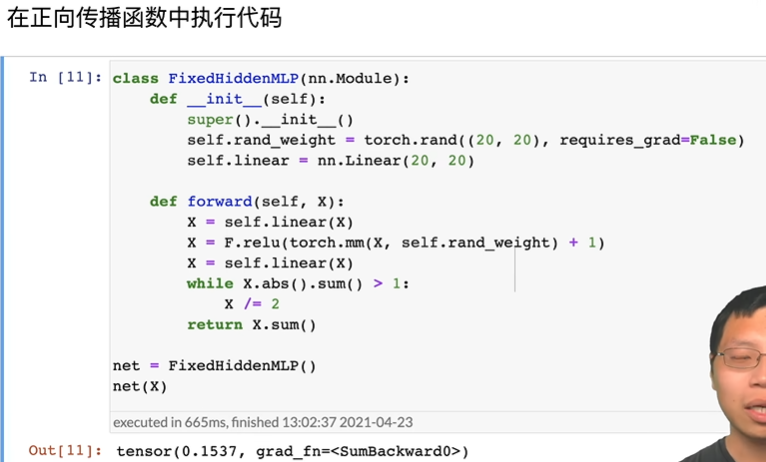 在正向传播函数中执行代码
In [11]: class FixedHiddenMLP(nn.Module):
    def __init__(self):
        super().__init__()
        self.rand_weight = torch.rand((20, 20), requires_grad=False)
        self.linear = nn.Linear(20, 20)

    def forward(self, X):
        X = self.linear(X)
        X = F.relu(torch.mm(X, self.rand_weight) + 1)
        X = self.linear(X)
        while X.abs().sum() > 1:
            X /= 2
        return X.sum()

net = FixedHiddenMLP()
net(X)
executed in 665ms, finished 13:02:37 2021-04-23
Out[11]: tensor(0.1537, grad_fn=<SumBackward0>)